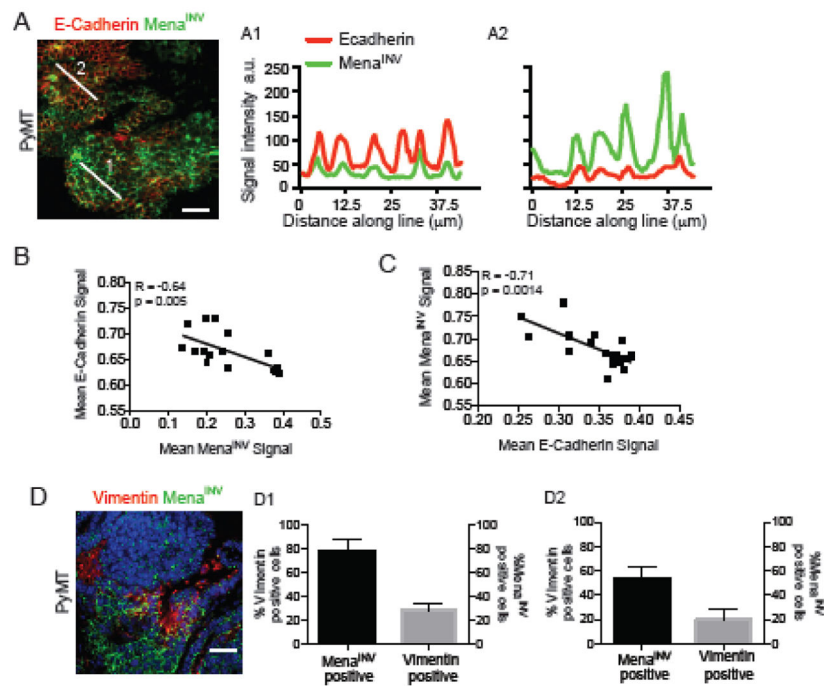 A
E-Cadherin Mena^INV
PyMT
2
1
A1
Ecadherin
Mena^INV
Signal intensity a.u.
250
200
150
100
50
0
0 12.5 25 37.5
Distance along line (μm)
A2
0 12.5 25 37.5
Distance along line (μm)
B
R = -0.64
p = 0.005
Mean E-Cadherin Signal
0.80
0.75
0.70
0.65
0.60
0.55
0.0 0.1 0.2 0.3 0.4 0.5
Mean Mena^INV Signal
C
R = -0.71
p = 0.0014
Mean Mena^INV Signal
0.85
0.80
0.75
0.70
0.65
0.60
0.55
0.20 0.25 0.30 0.35 0.40 0.45
Mean E-Cadherin Signal
D
Vimentin Mena^INV
PyMT
D1
% Vimentin
positive cells
100
80
60
40
20
0
Mena^INV
positive
Vimentin
positive
100
80
60
40
20
0
%Mena^INV
positive cells
D2
% Vimentin
positive cells
100
80
60
40
20
0
Mena^INV
positive
Vimentin
positive
100
80
60
40
20
0
%Mena^INV
positive cells